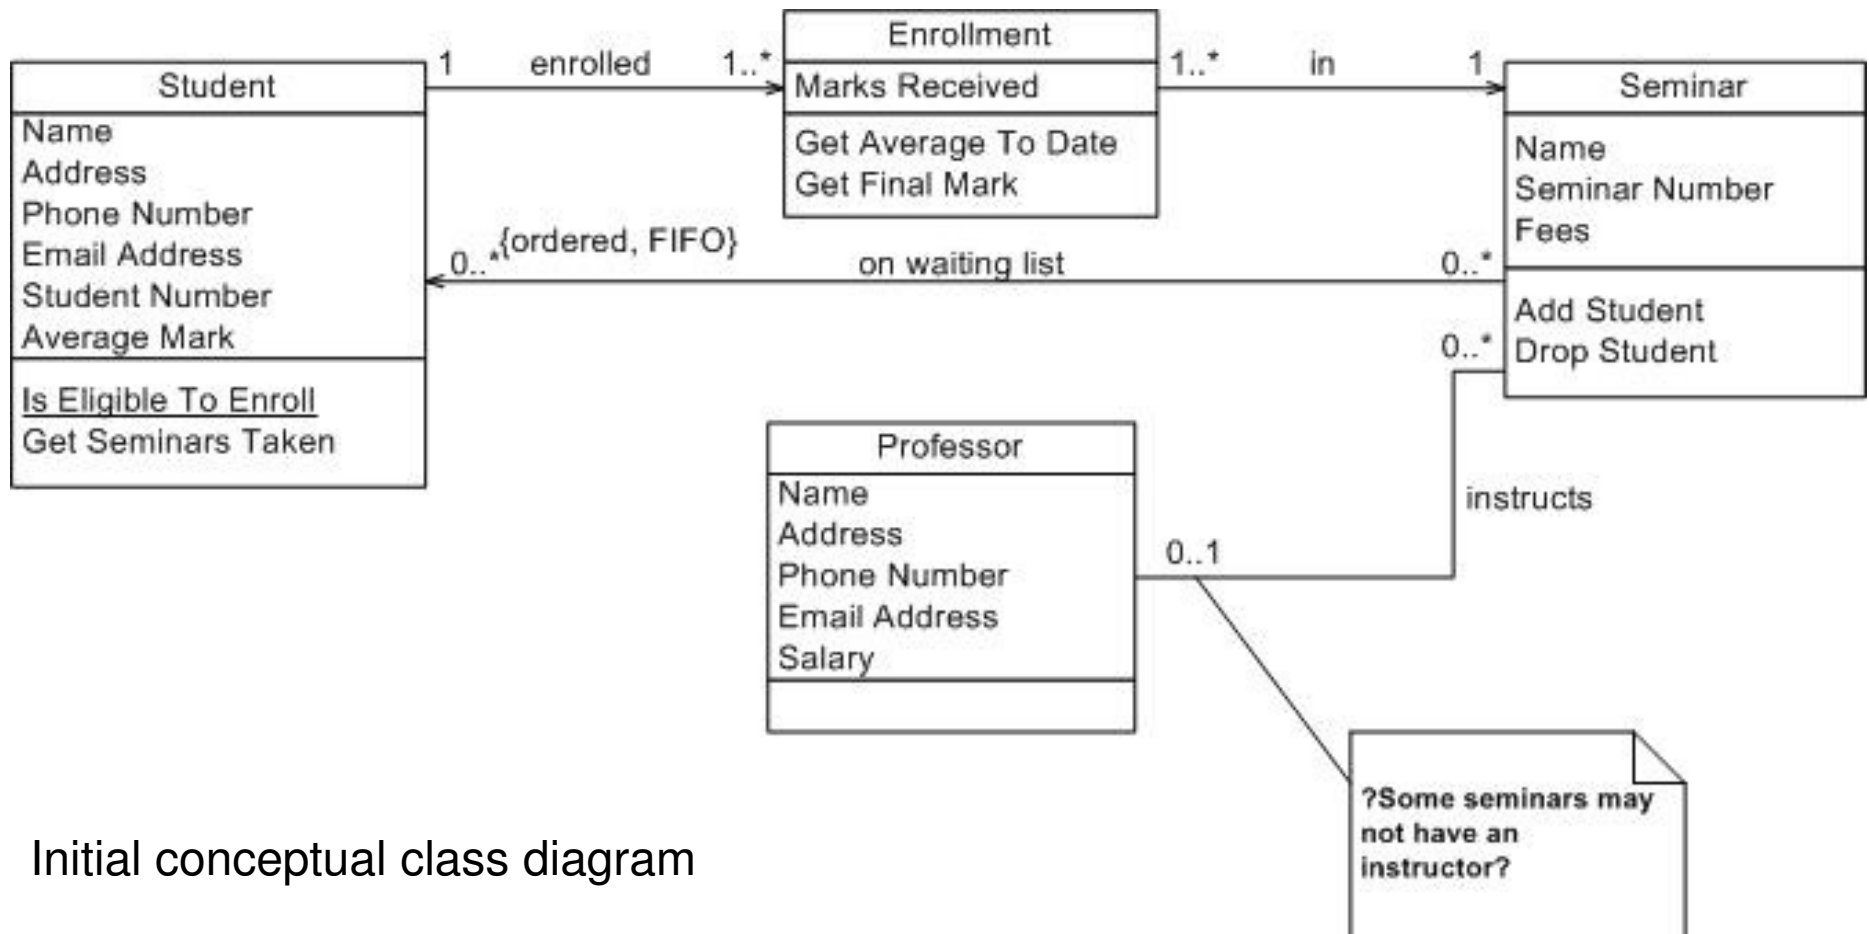 Enrollment
1 enrolled 1..*
1..* in 1
Student
Marks Received
Seminar
Name
Address
Phone Number
Email Address
Student Number
Average Mark
Get Average To Date
Get Final Mark
Name
Seminar Number
Fees
0..* {ordered, FIFO}
on waiting list
0..*
Is Eligible To Enroll
Get Seminars Taken
Add Student
Drop Student
0..*
Professor
Name
Address
Phone Number
Email Address
Salary
0..1
instructs
?Some seminars may
not have an
instructor?
Initial conceptual class diagram